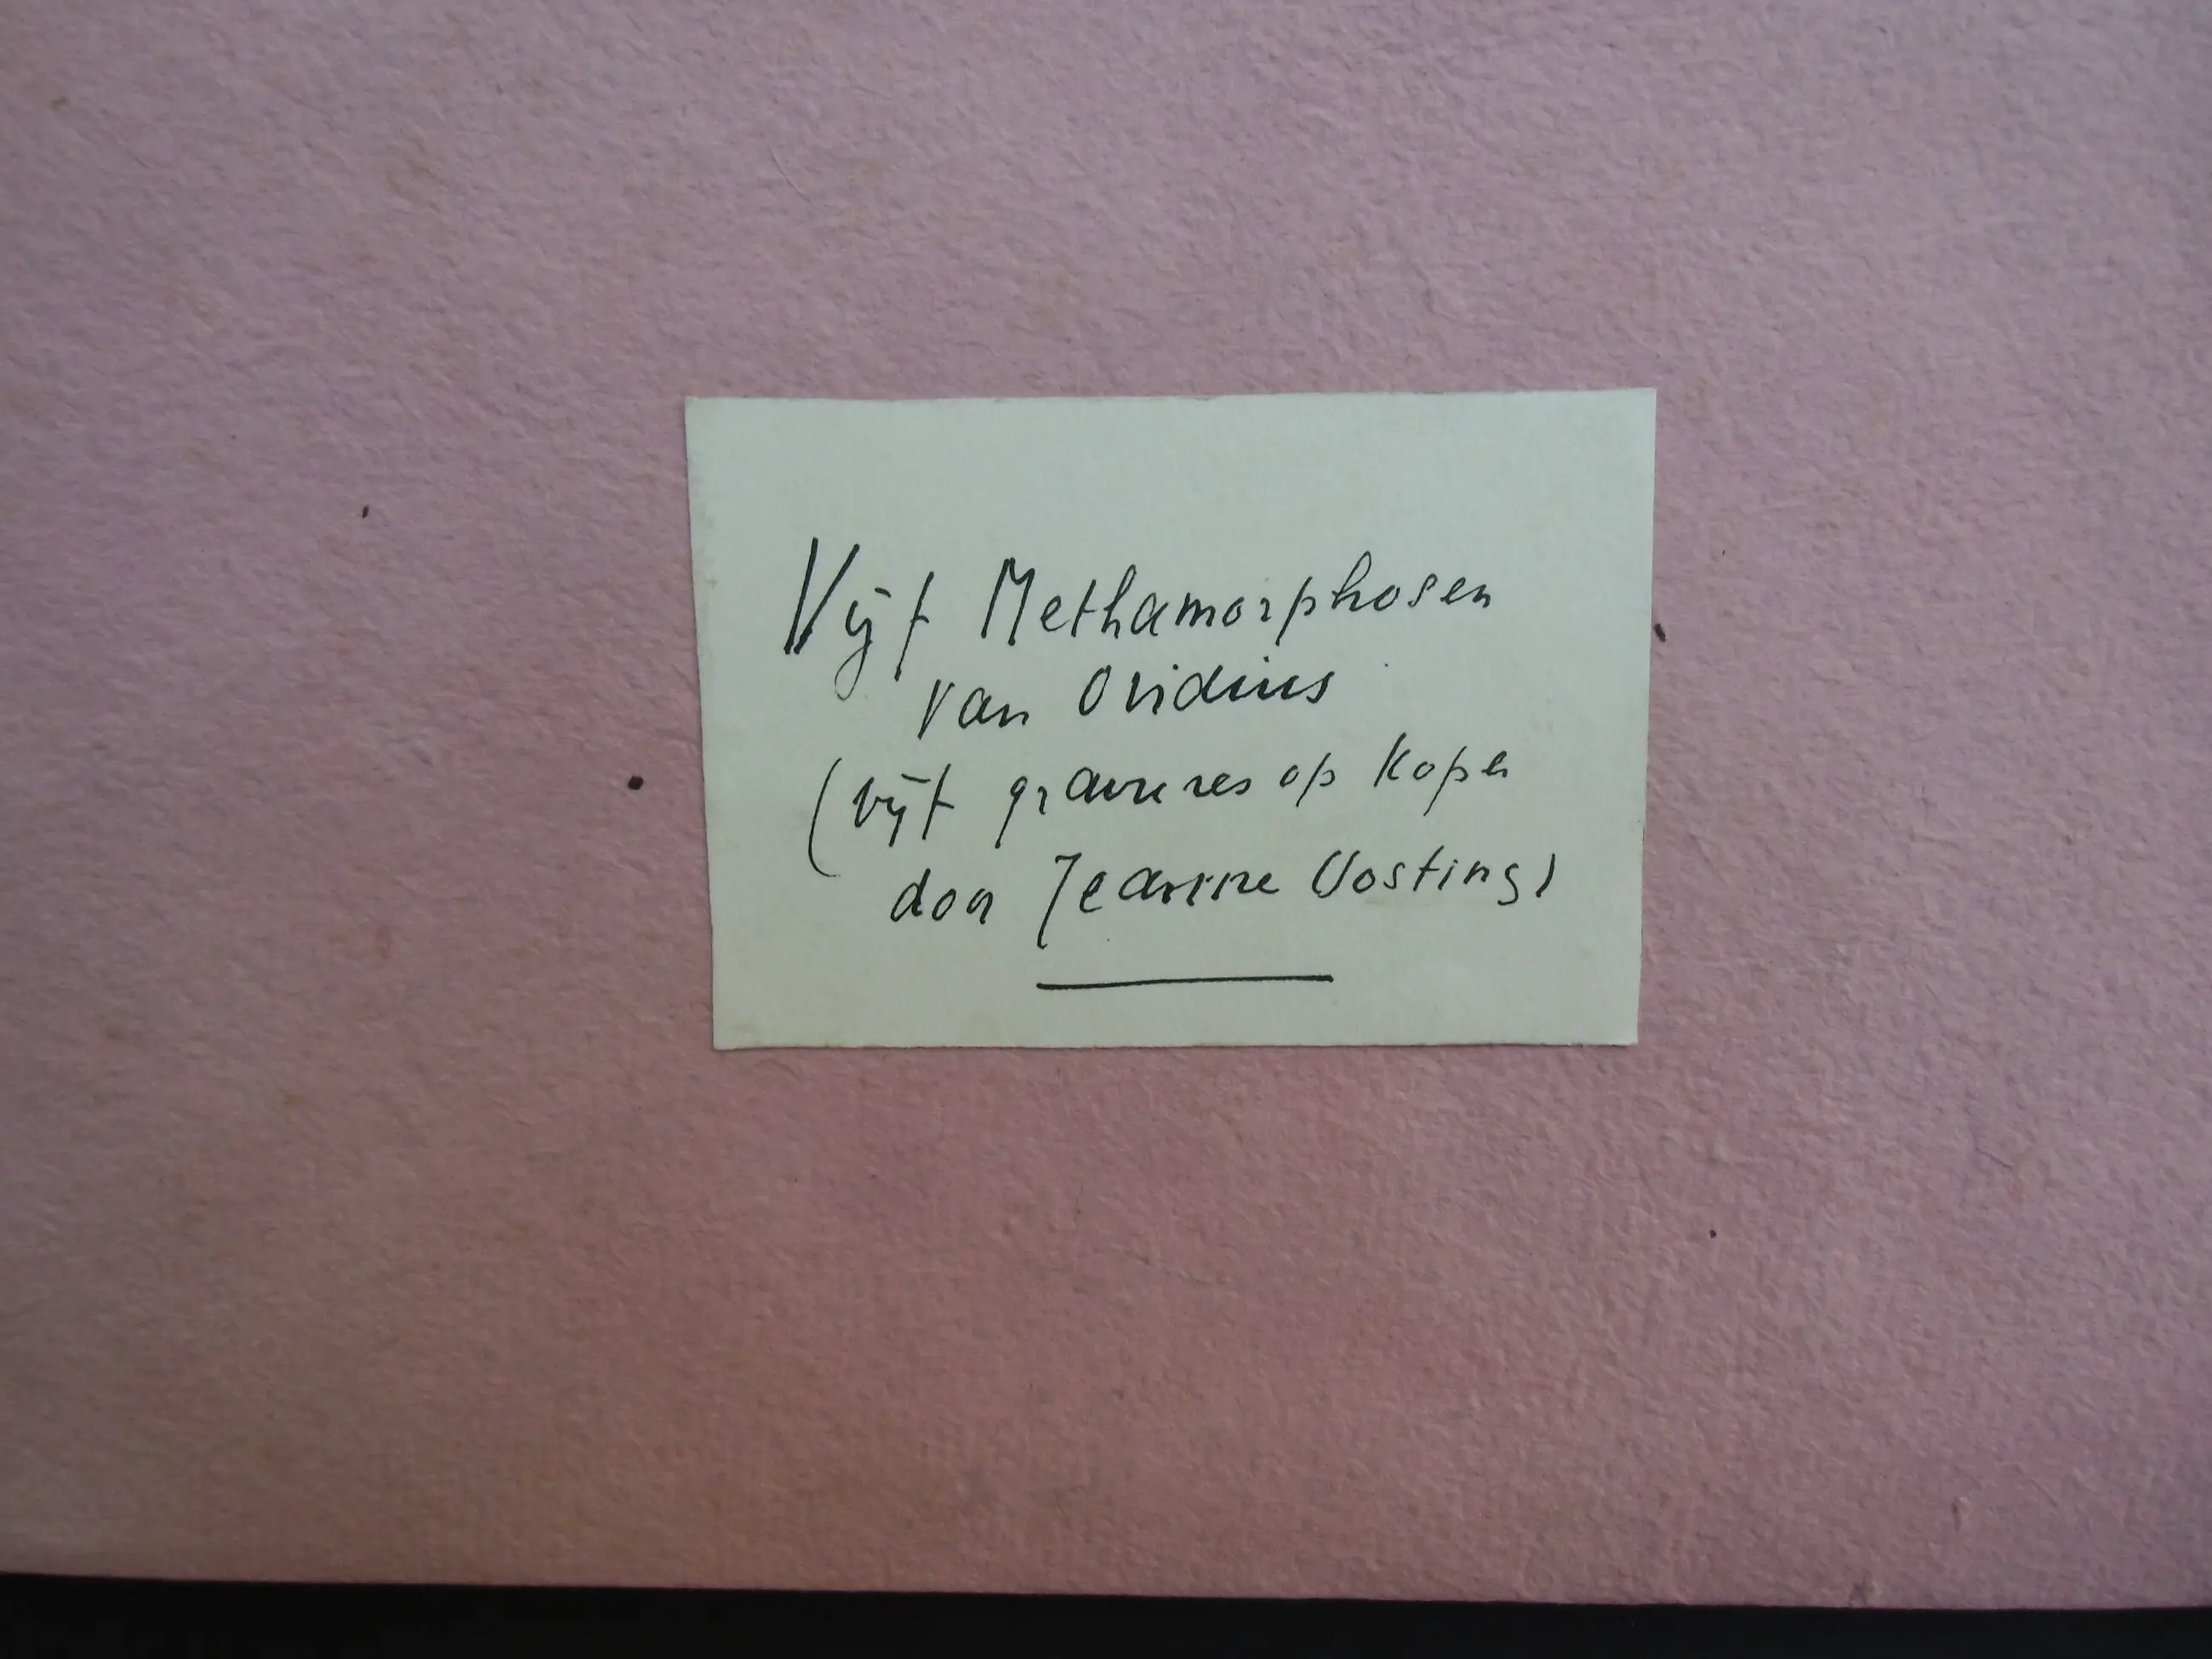 Vijf Methamorphosen
van Ovidius
(vijf gravures op koper
door Jeanne Oosting)